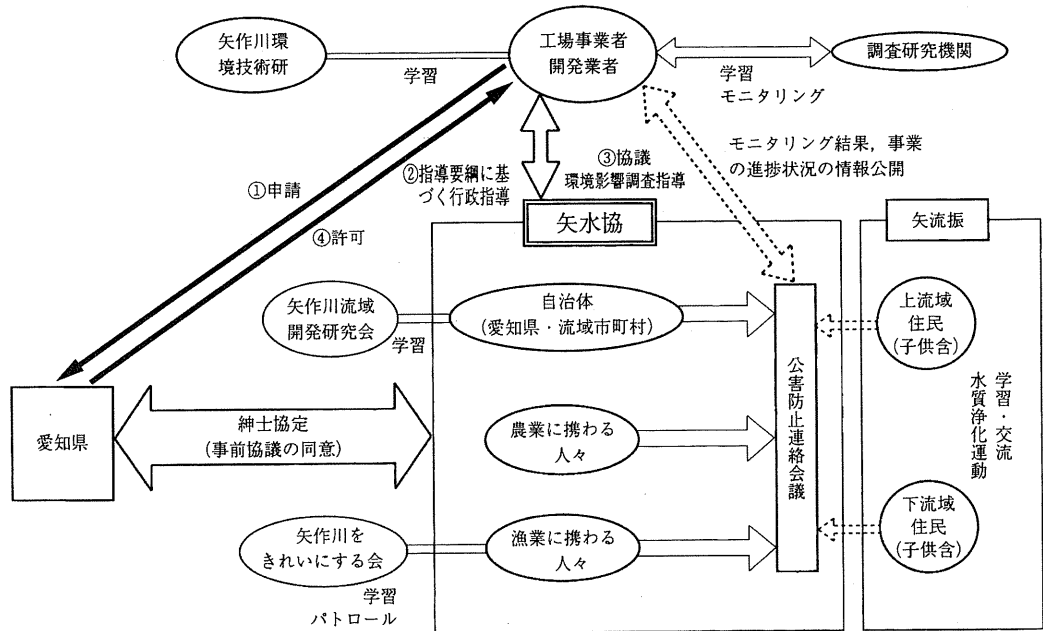 矢作川環
境技術研
学習
工場事業者
開発業者
学習
モニタリング
調査研究機関
モニタリング結果，事業
の進捗状況の情報公開
①申請
②指導要綱に基
づく行政指導
③協議
環境影響調査指導
④許可
矢水協
矢流振
矢作川流域
開発研究会
学習
自治体
(愛知県・流域市町村)
上流域
住民
(子供含)
愛知県
紳士協定
(事前協議の同意)
農業に携わる
人々
公害防止連絡会議
学習・交流
水質浄化運動
矢作川を
きれいにする会
学習
パトロール
漁業に携わる
人々
下流域
住民
(子供含)